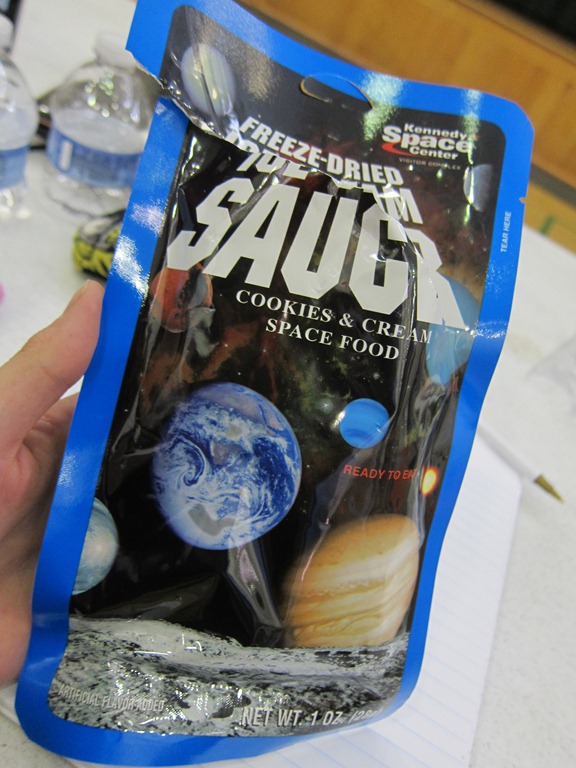 Kennedy
Space
Center
VISITOR COMPLEX
FREEZE-DRIED
TEAR HERE
COOKIES & CREAM
SPACE FOOD
READY TO EAT
ARTIFICIAL FLAVOR ADDED
NET WT. 1 OZ